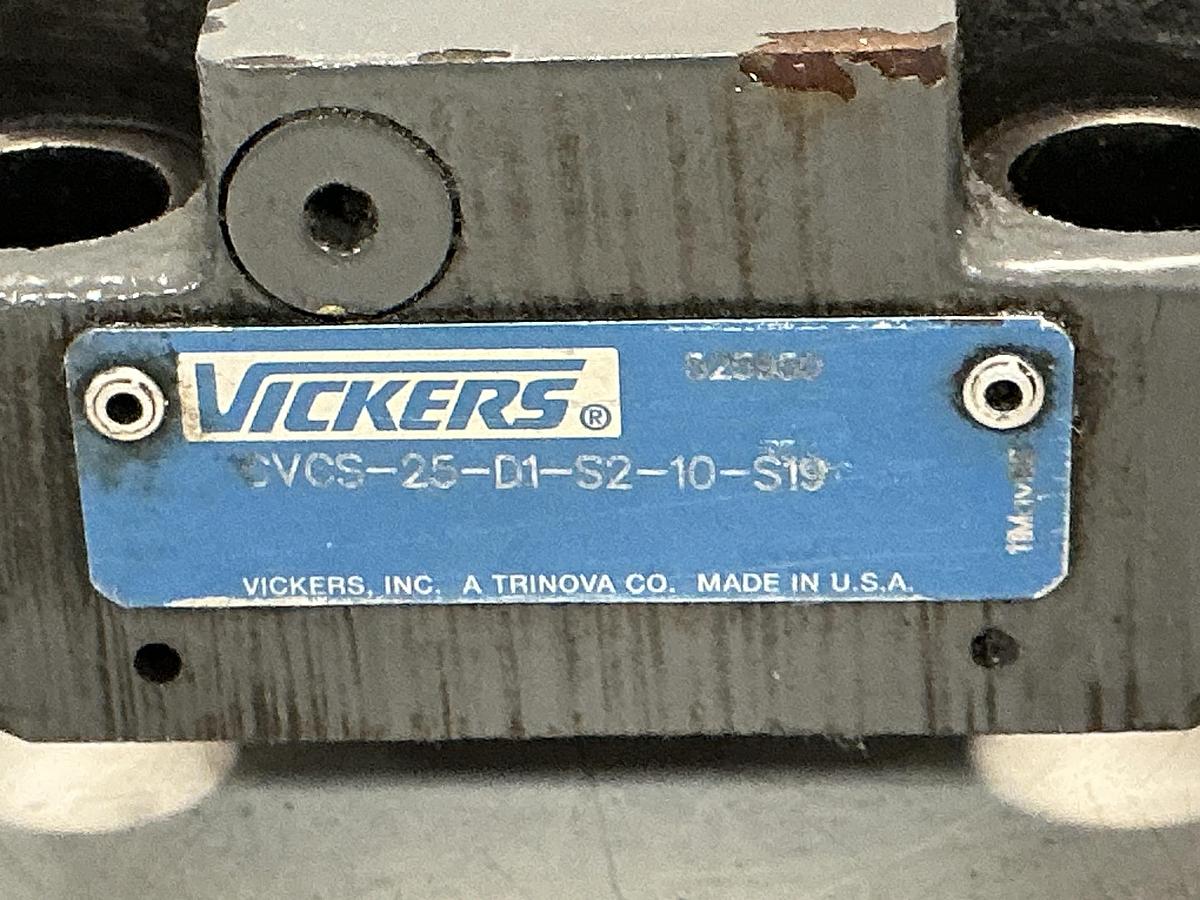 VICKERS®
CVCS-25-D1-S2-10-S19
VICKERS, INC. A TRINOVA CO. MADE IN U.S.A.